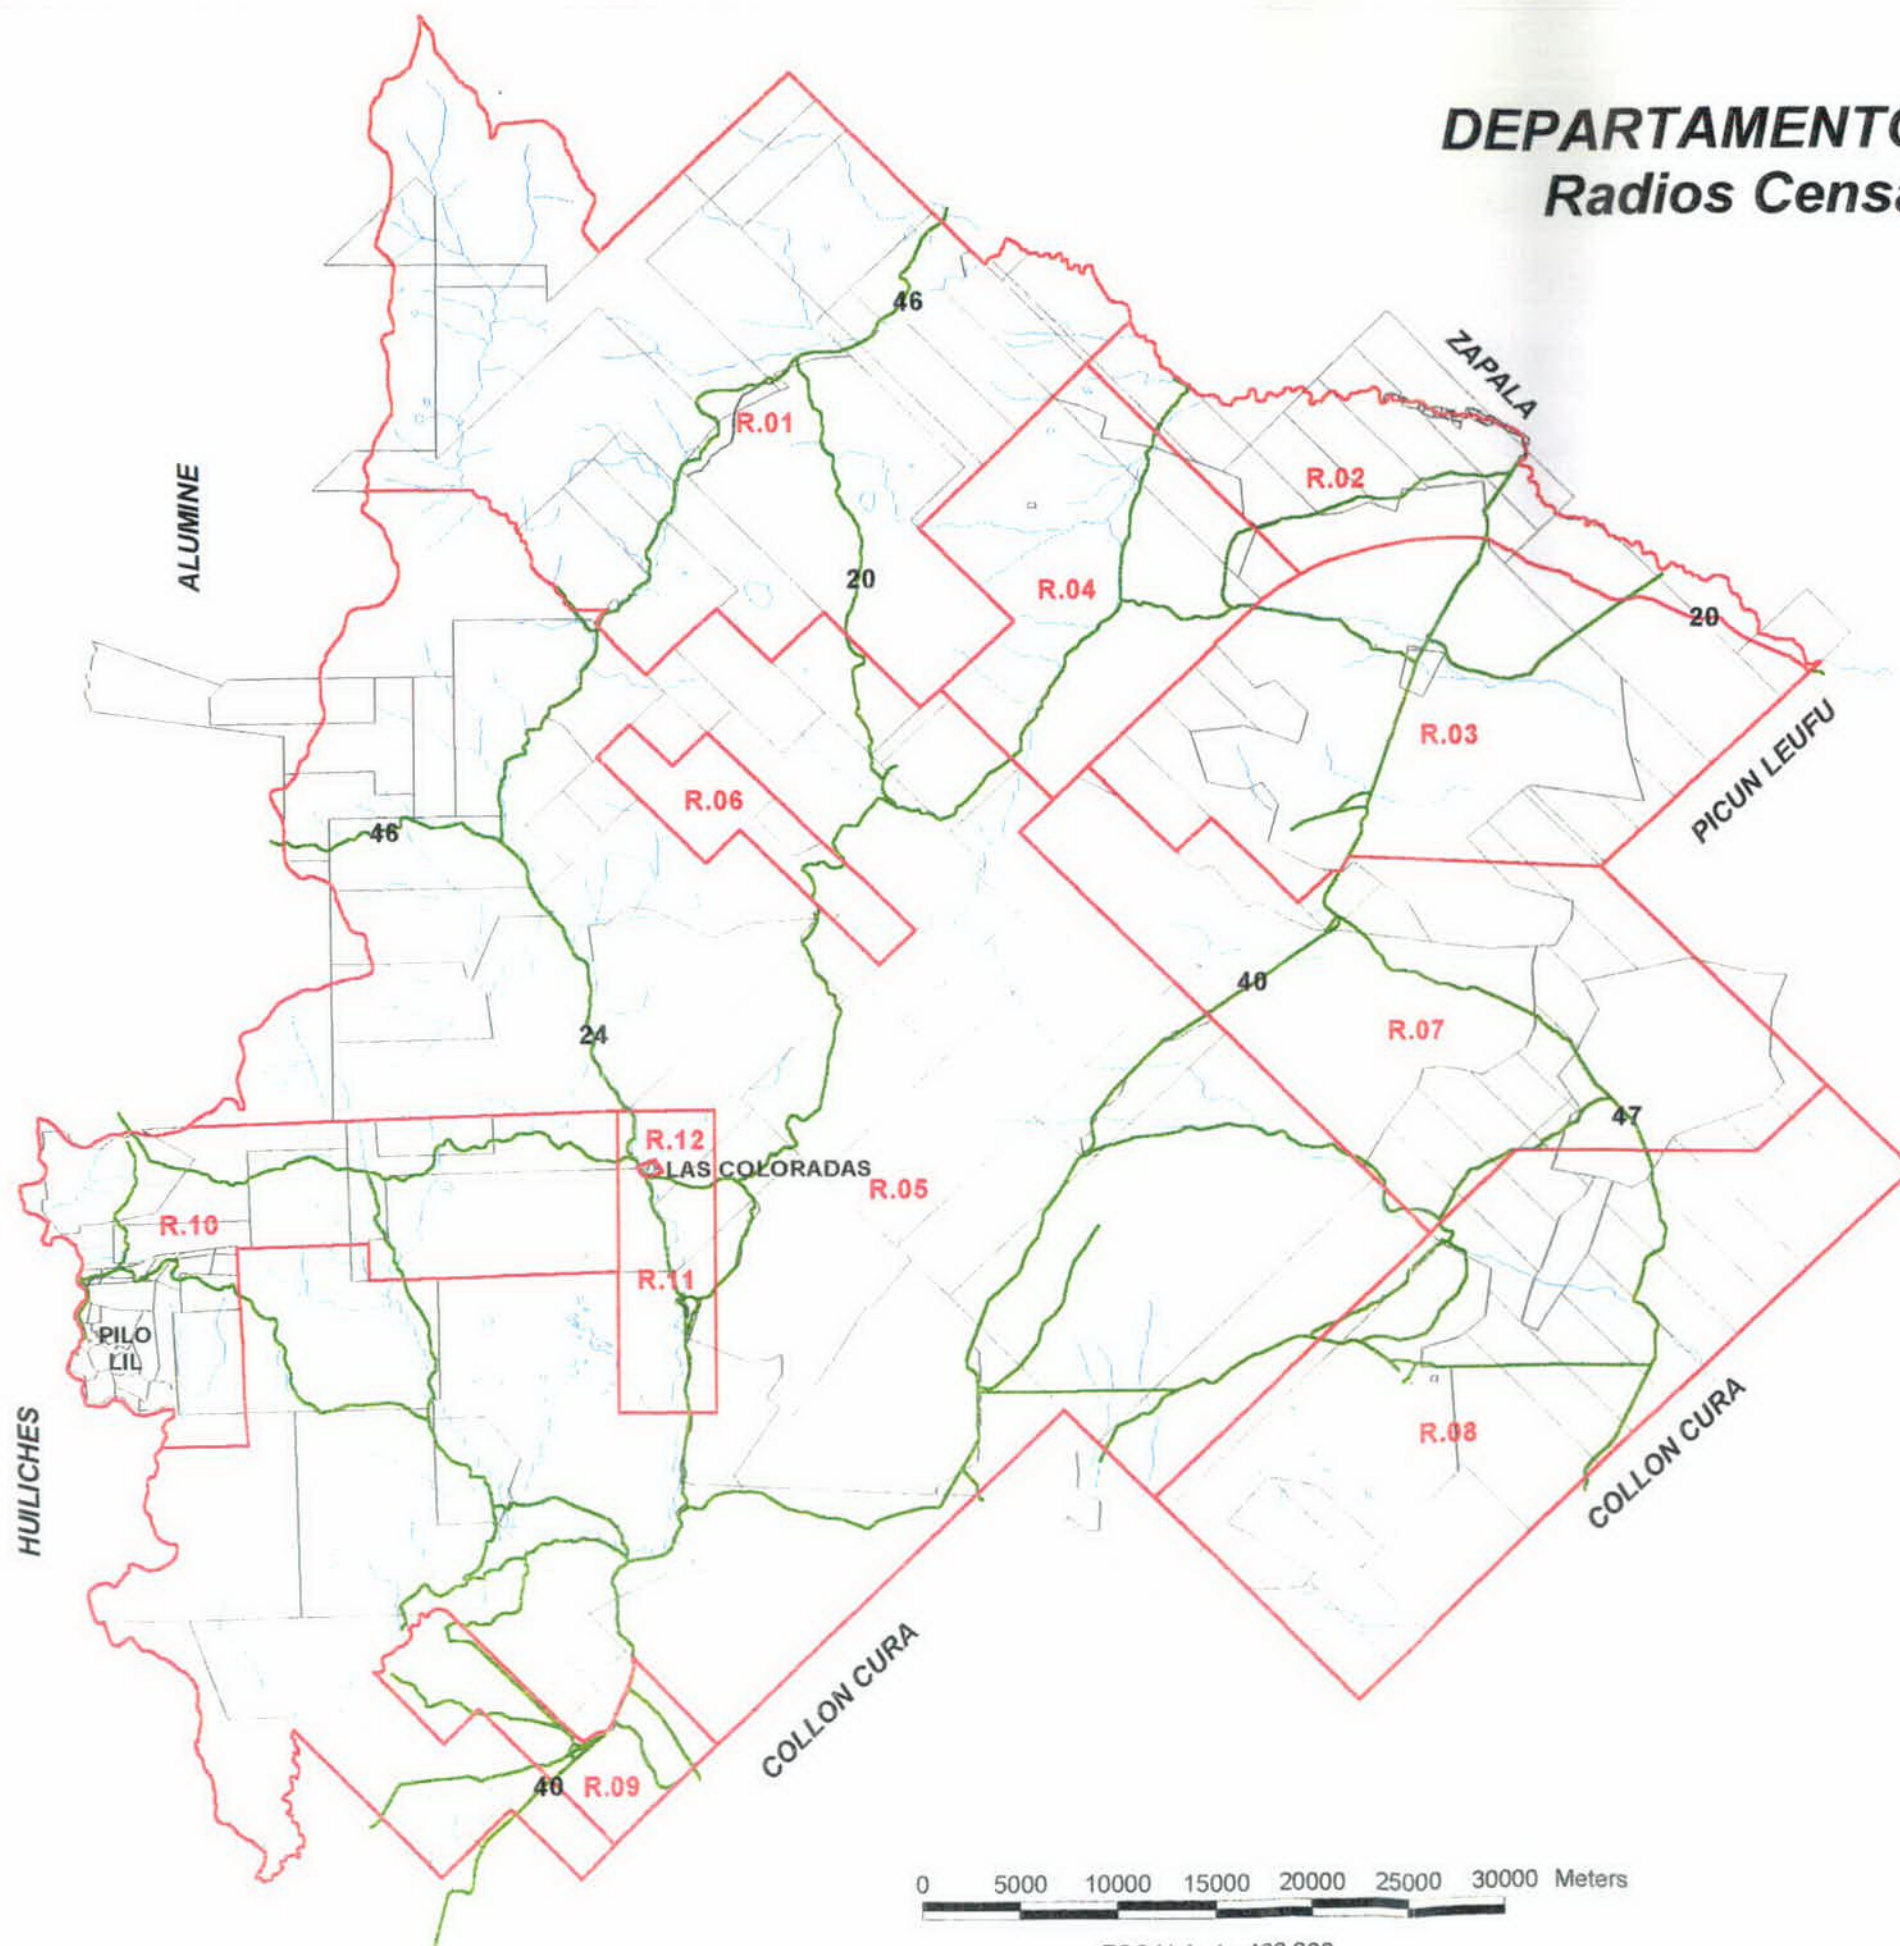 DEPARTAMENTO
Radios Censa
ZAPALA
46
R.01
R.02
ALUMINE
20
R.04
20
R.03
PICUN LEUFU
R.06
46
40
24
R.07
47
R.12
LAS COLORADAS
R.05
R.10
R.11
PILO
LIL
HUILICHES
R.08
COLLON CURA
COLLON CURA
40
R.09
0 5000 10000 15000 20000 25000 30000 Meters